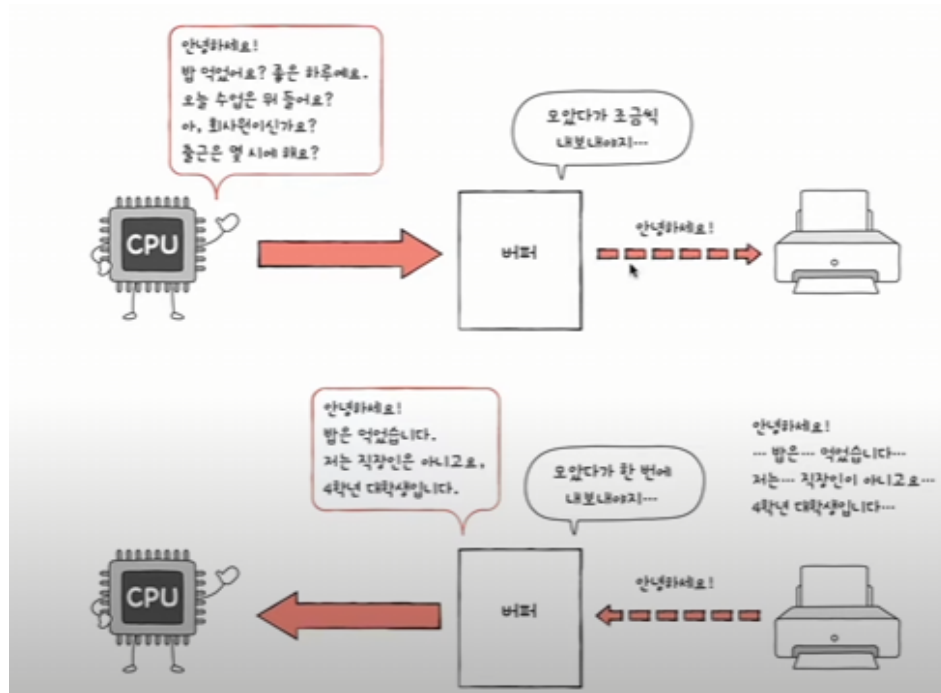 안녕하세요!
밥 먹었어요? 좋은 하루예요.
오늘 수업은 뭐 들어요?
아, 회사원이신가요?
출근은 몇 시에 해요?
모았다가 조금씩
내보내야지…
CPU
버퍼
안녕하세요!
안녕하세요!
밥은 먹었습니다.
저는 직장인은 아니고요,
4학년 대학생입니다.
모았다가 한 번에
내보내야지…
안녕하세요!
… 밥은… 먹었습니다…
저는… 직장인이 아니고요…
4학년 대학생입니다…
CPU
버퍼
안녕하세요!